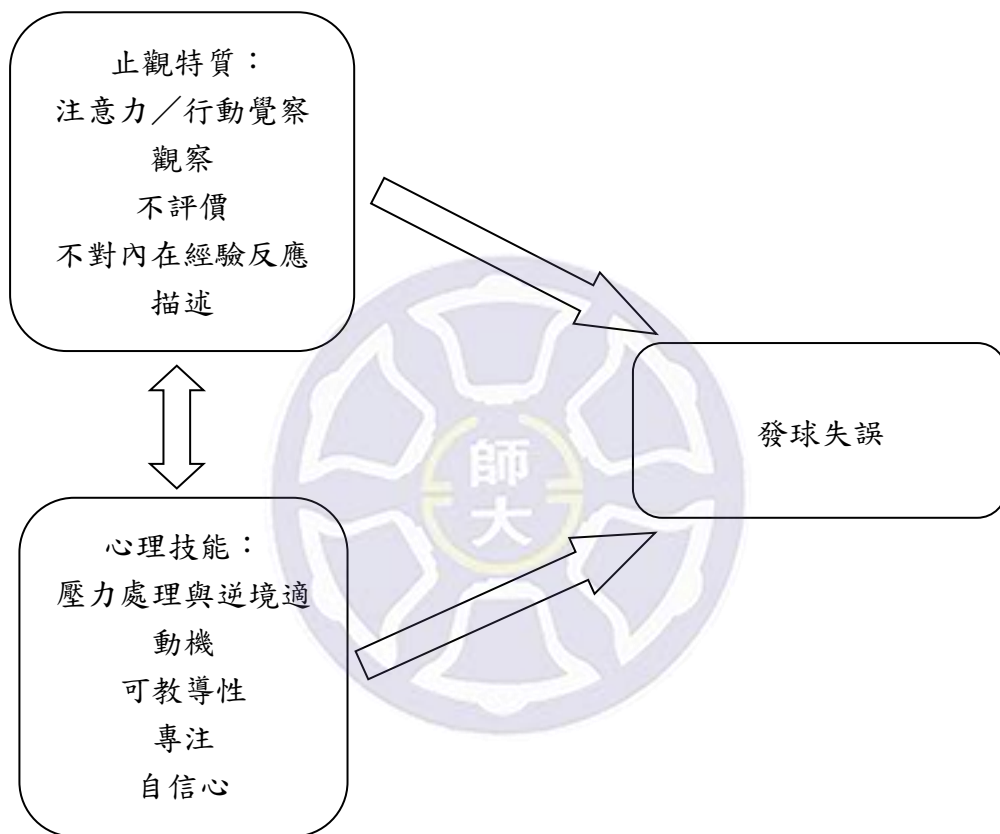 止觀特質：
注意力／行動覺察
觀察
不評價
不對內在經驗反應
描述
發球失誤
師大
心理技能：
壓力處理與逆境適
動機
可教導性
專注
自信心